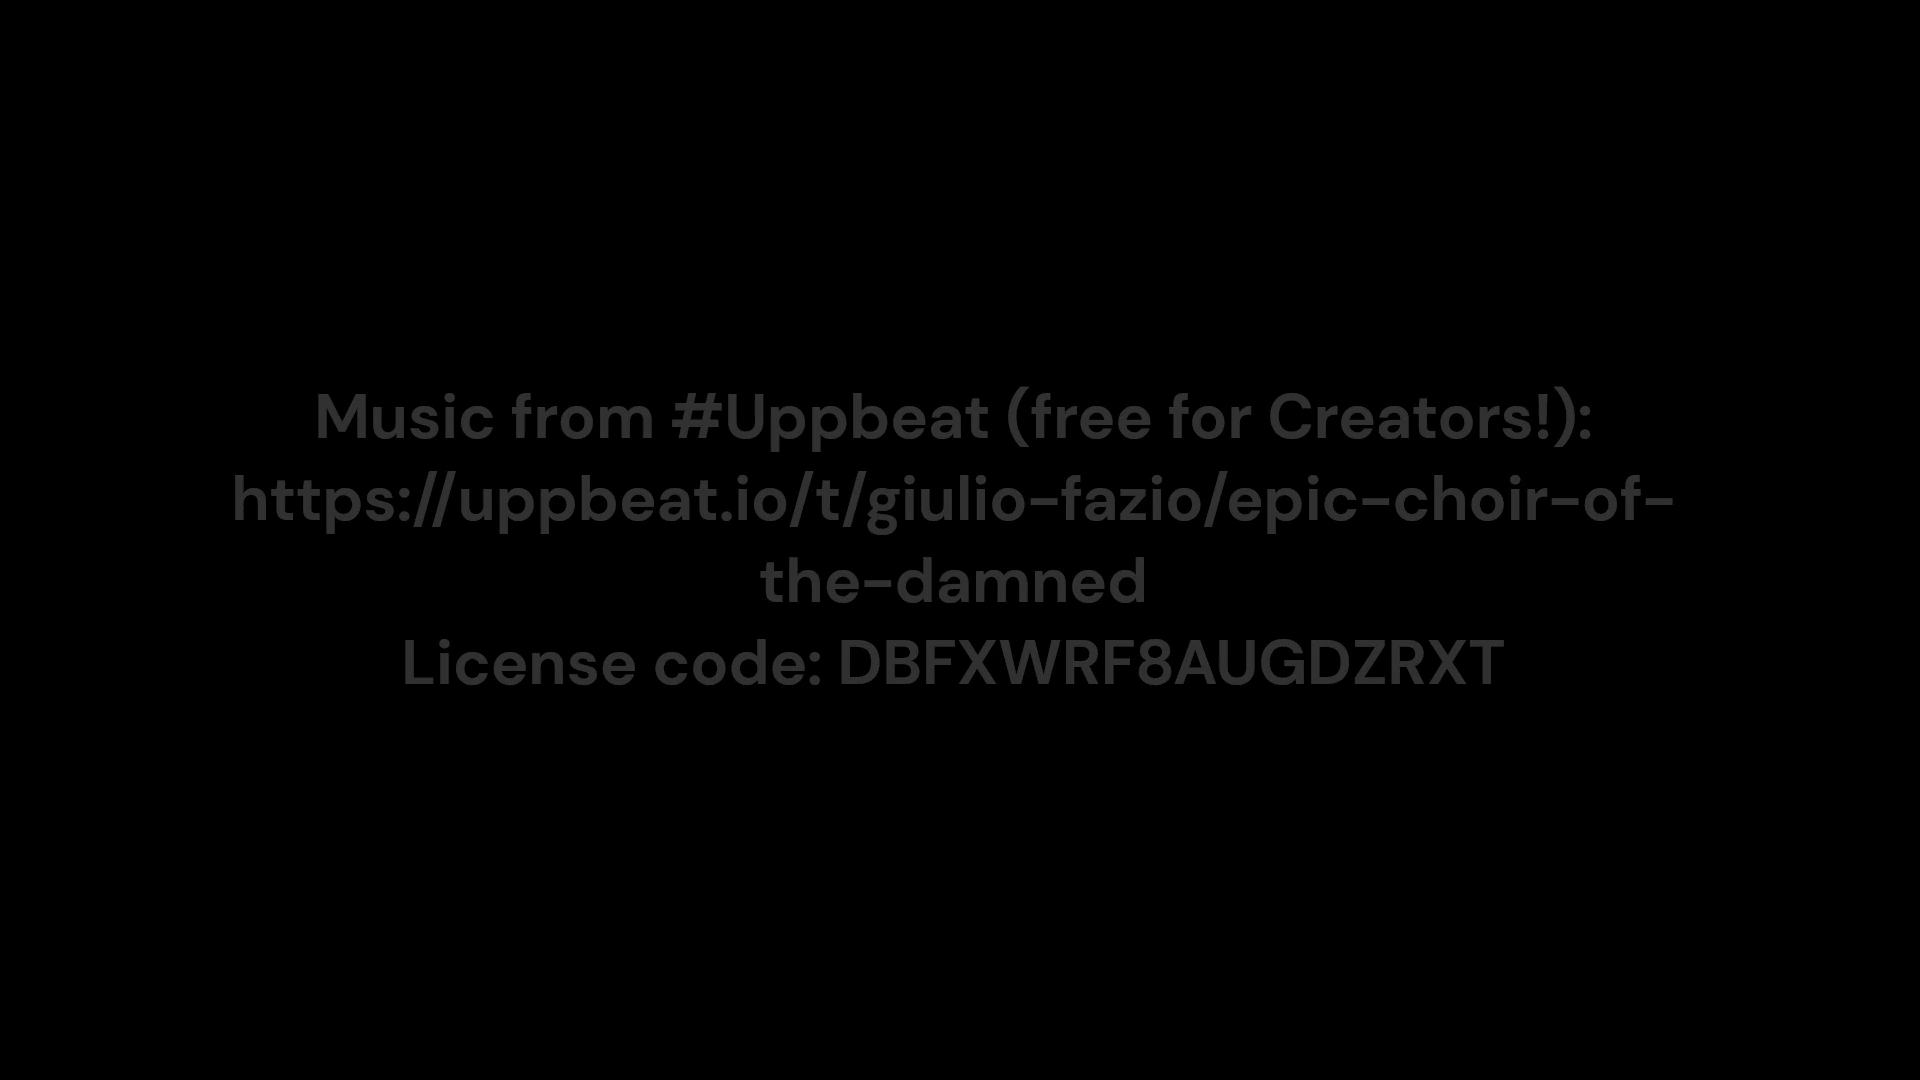 Music from #Uppbeat (free for Creators!):
https://uppbeat.io/t/giulio-fazio/epic-choir-of-
the-damned
License code: DBFXWRF8AUGDZRXT